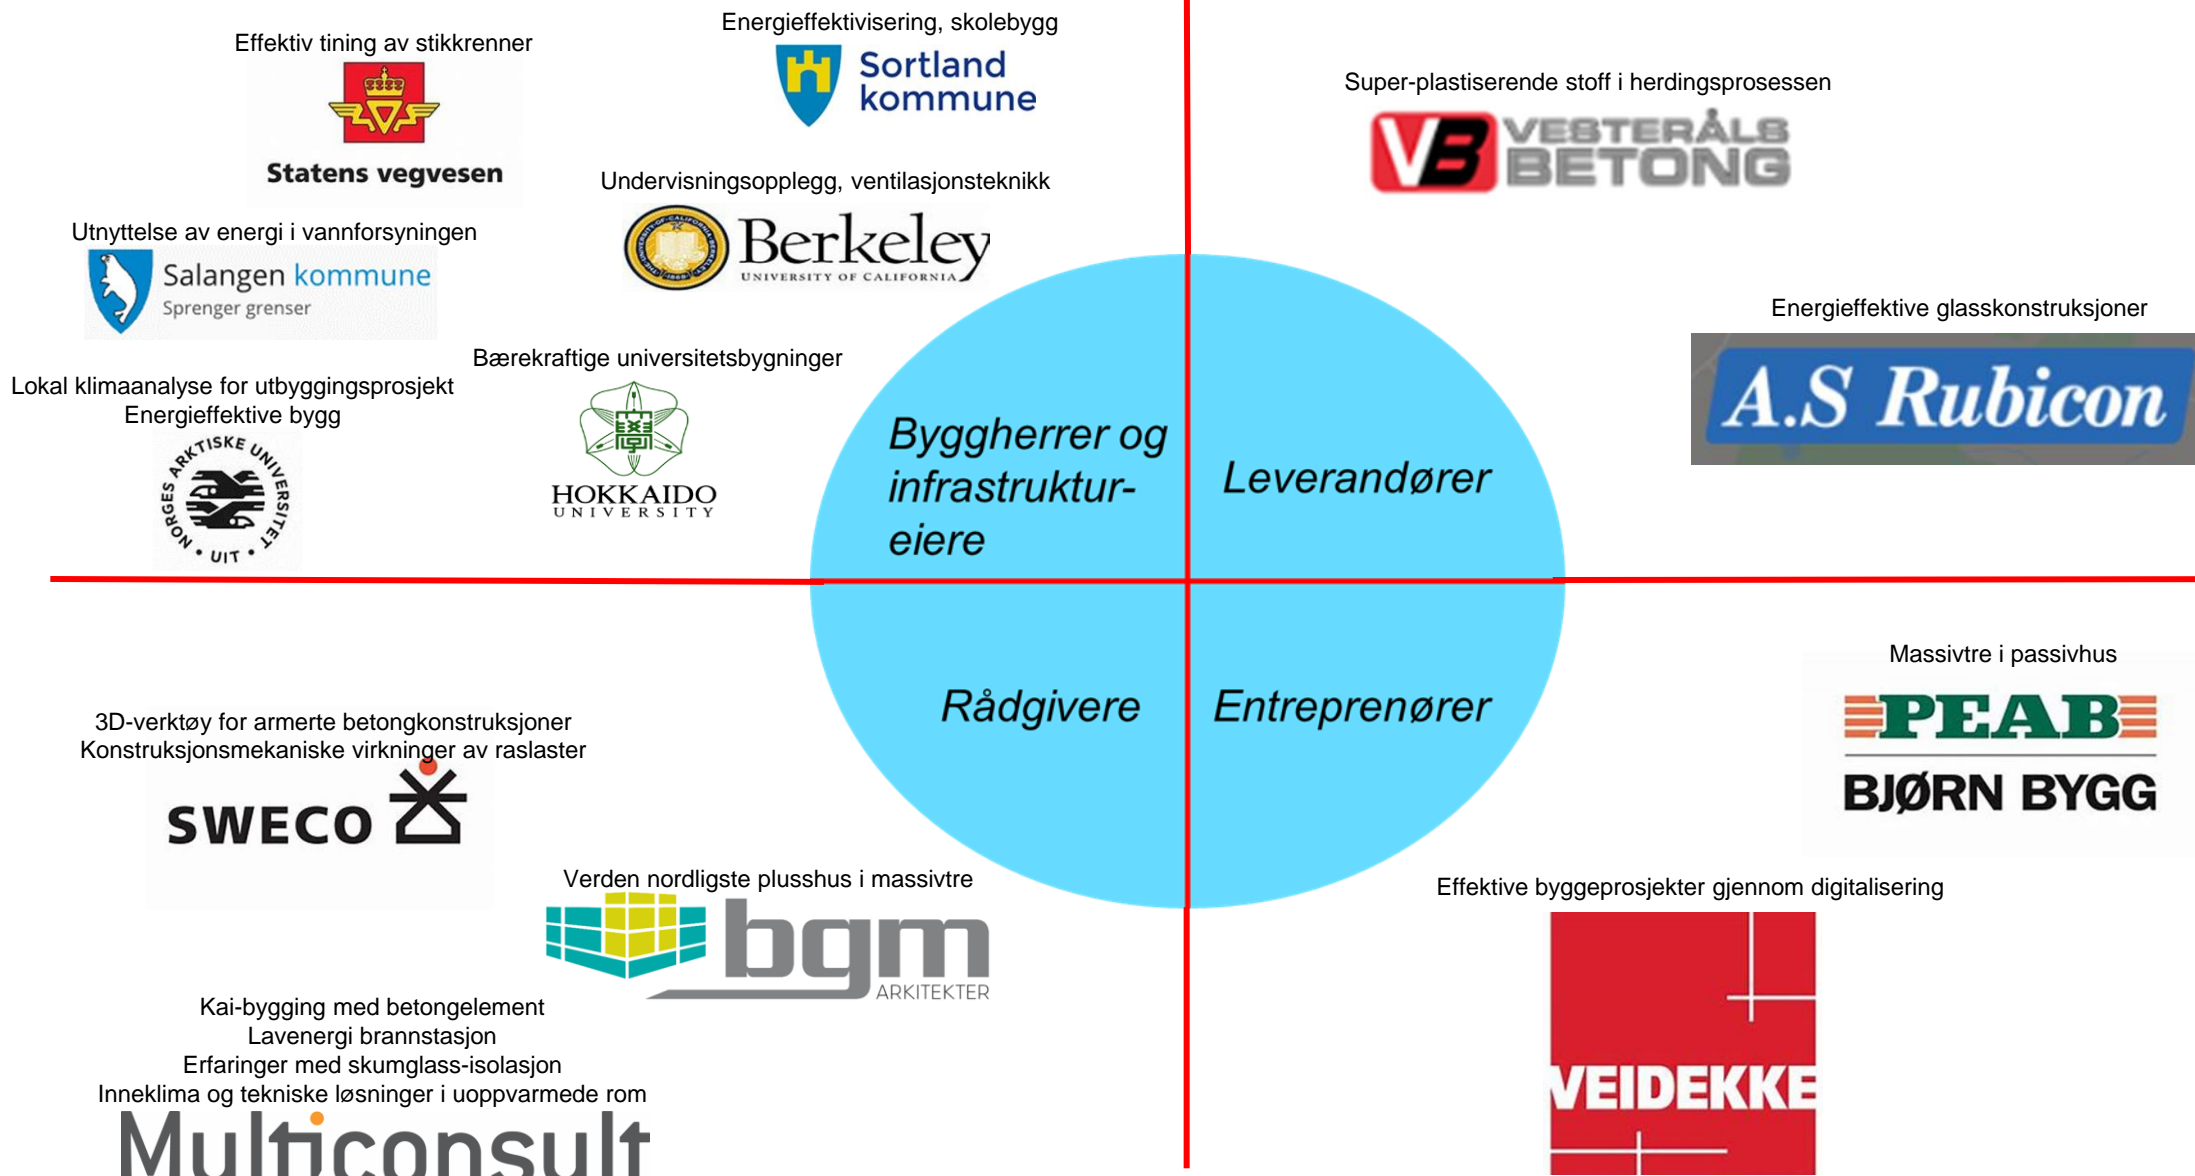 Effektiv tining av stikkrenner
Statens vegvesen
Energieffektivisering, skolebygg
Sortland
kommune
Undervisningsopplegg, ventilasjonsteknikk
Berkeley
UNIVERSITY OF CALIFORNIA
Utnyttelse av energi i vannforsyningen
Salangen kommune
Sprenger grenser
Bærekraftige universitetsbygninger
HOKKAIDO
UNIVERSITY
Lokal klimaanalyse for utbyggingsprosjekt
Energieffektive bygg
NORGES ARKTISKE UNIVERSITET
• UIT •
Byggherrer og
infrastruktur-
eiere
Super-plastiserende stoff i herdingsprosessen
VB VESTERÅLS
BETONG
Energieffektive glasskonstruksjoner
A.S Rubicon
Leverandører
Rådgivere
3D-verktøy for armerte betongkonstruksjoner
Konstruksjonsmekaniske virkninger av raslaster
SWECO
Verden nordligste plusshus i massivtre
bgm
ARKITEKTER
Kai-bygging med betongelement
Lavenergi brannstasjon
Erfaringer med skumglass-isolasjon
Inneklima og tekniske løsninger i uoppvarmede rom
Multiconsult
Entreprenører
Massivtre i passivhus
PEAB
BJØRN BYGG
Effektive byggeprosjekter gjennom digitalisering
VEIDEKKE